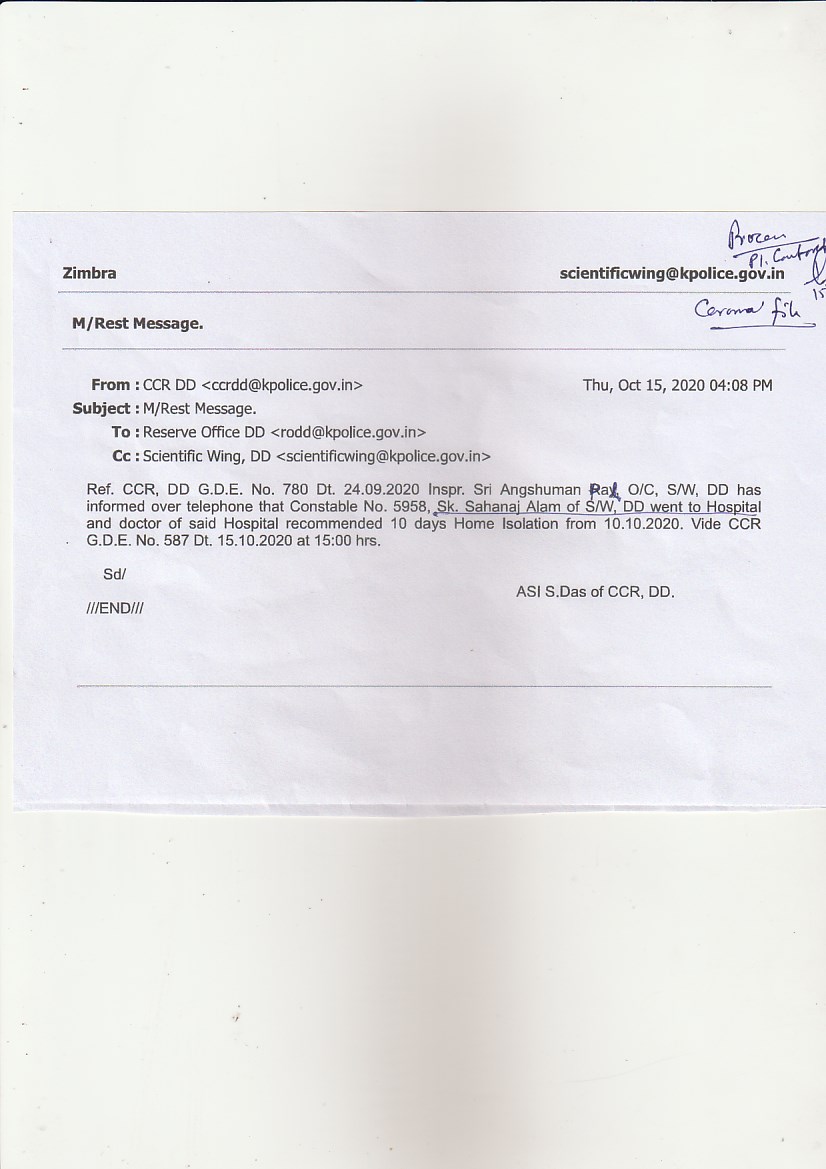 Brozen
Pl.
Zimbra
scientificwing@kpolice.gov.in
15
Corona file
M/Rest Message.
From : CCR DD <ccrdd@kpolice.gov.in>
Thu, Oct 15, 2020 04:08 PM
Subject : M/Rest Message.
To : Reserve Office DD <rodd@kpolice.gov.in>
Cc : Scientific Wing, DD <scientificwing@kpolice.gov.in>
Ref. CCR, DD G.D.E. No. 780 Dt. 24.09.2020 Inspr. Sri Angshuman O/C, S/W, DD has
informed over telephone that Constable No. 5958, Sk. Sahanaj Alam of S/W, DD went to Hospital
and doctor of said Hospital recommended 10 days Home Isolation from 10.10.2020. Vide CCR
G.D.E. No. 587 Dt. 15.10.2020 at 15:00 hrs.
Sd/
ASI S.Das of CCR, DD.
///END///